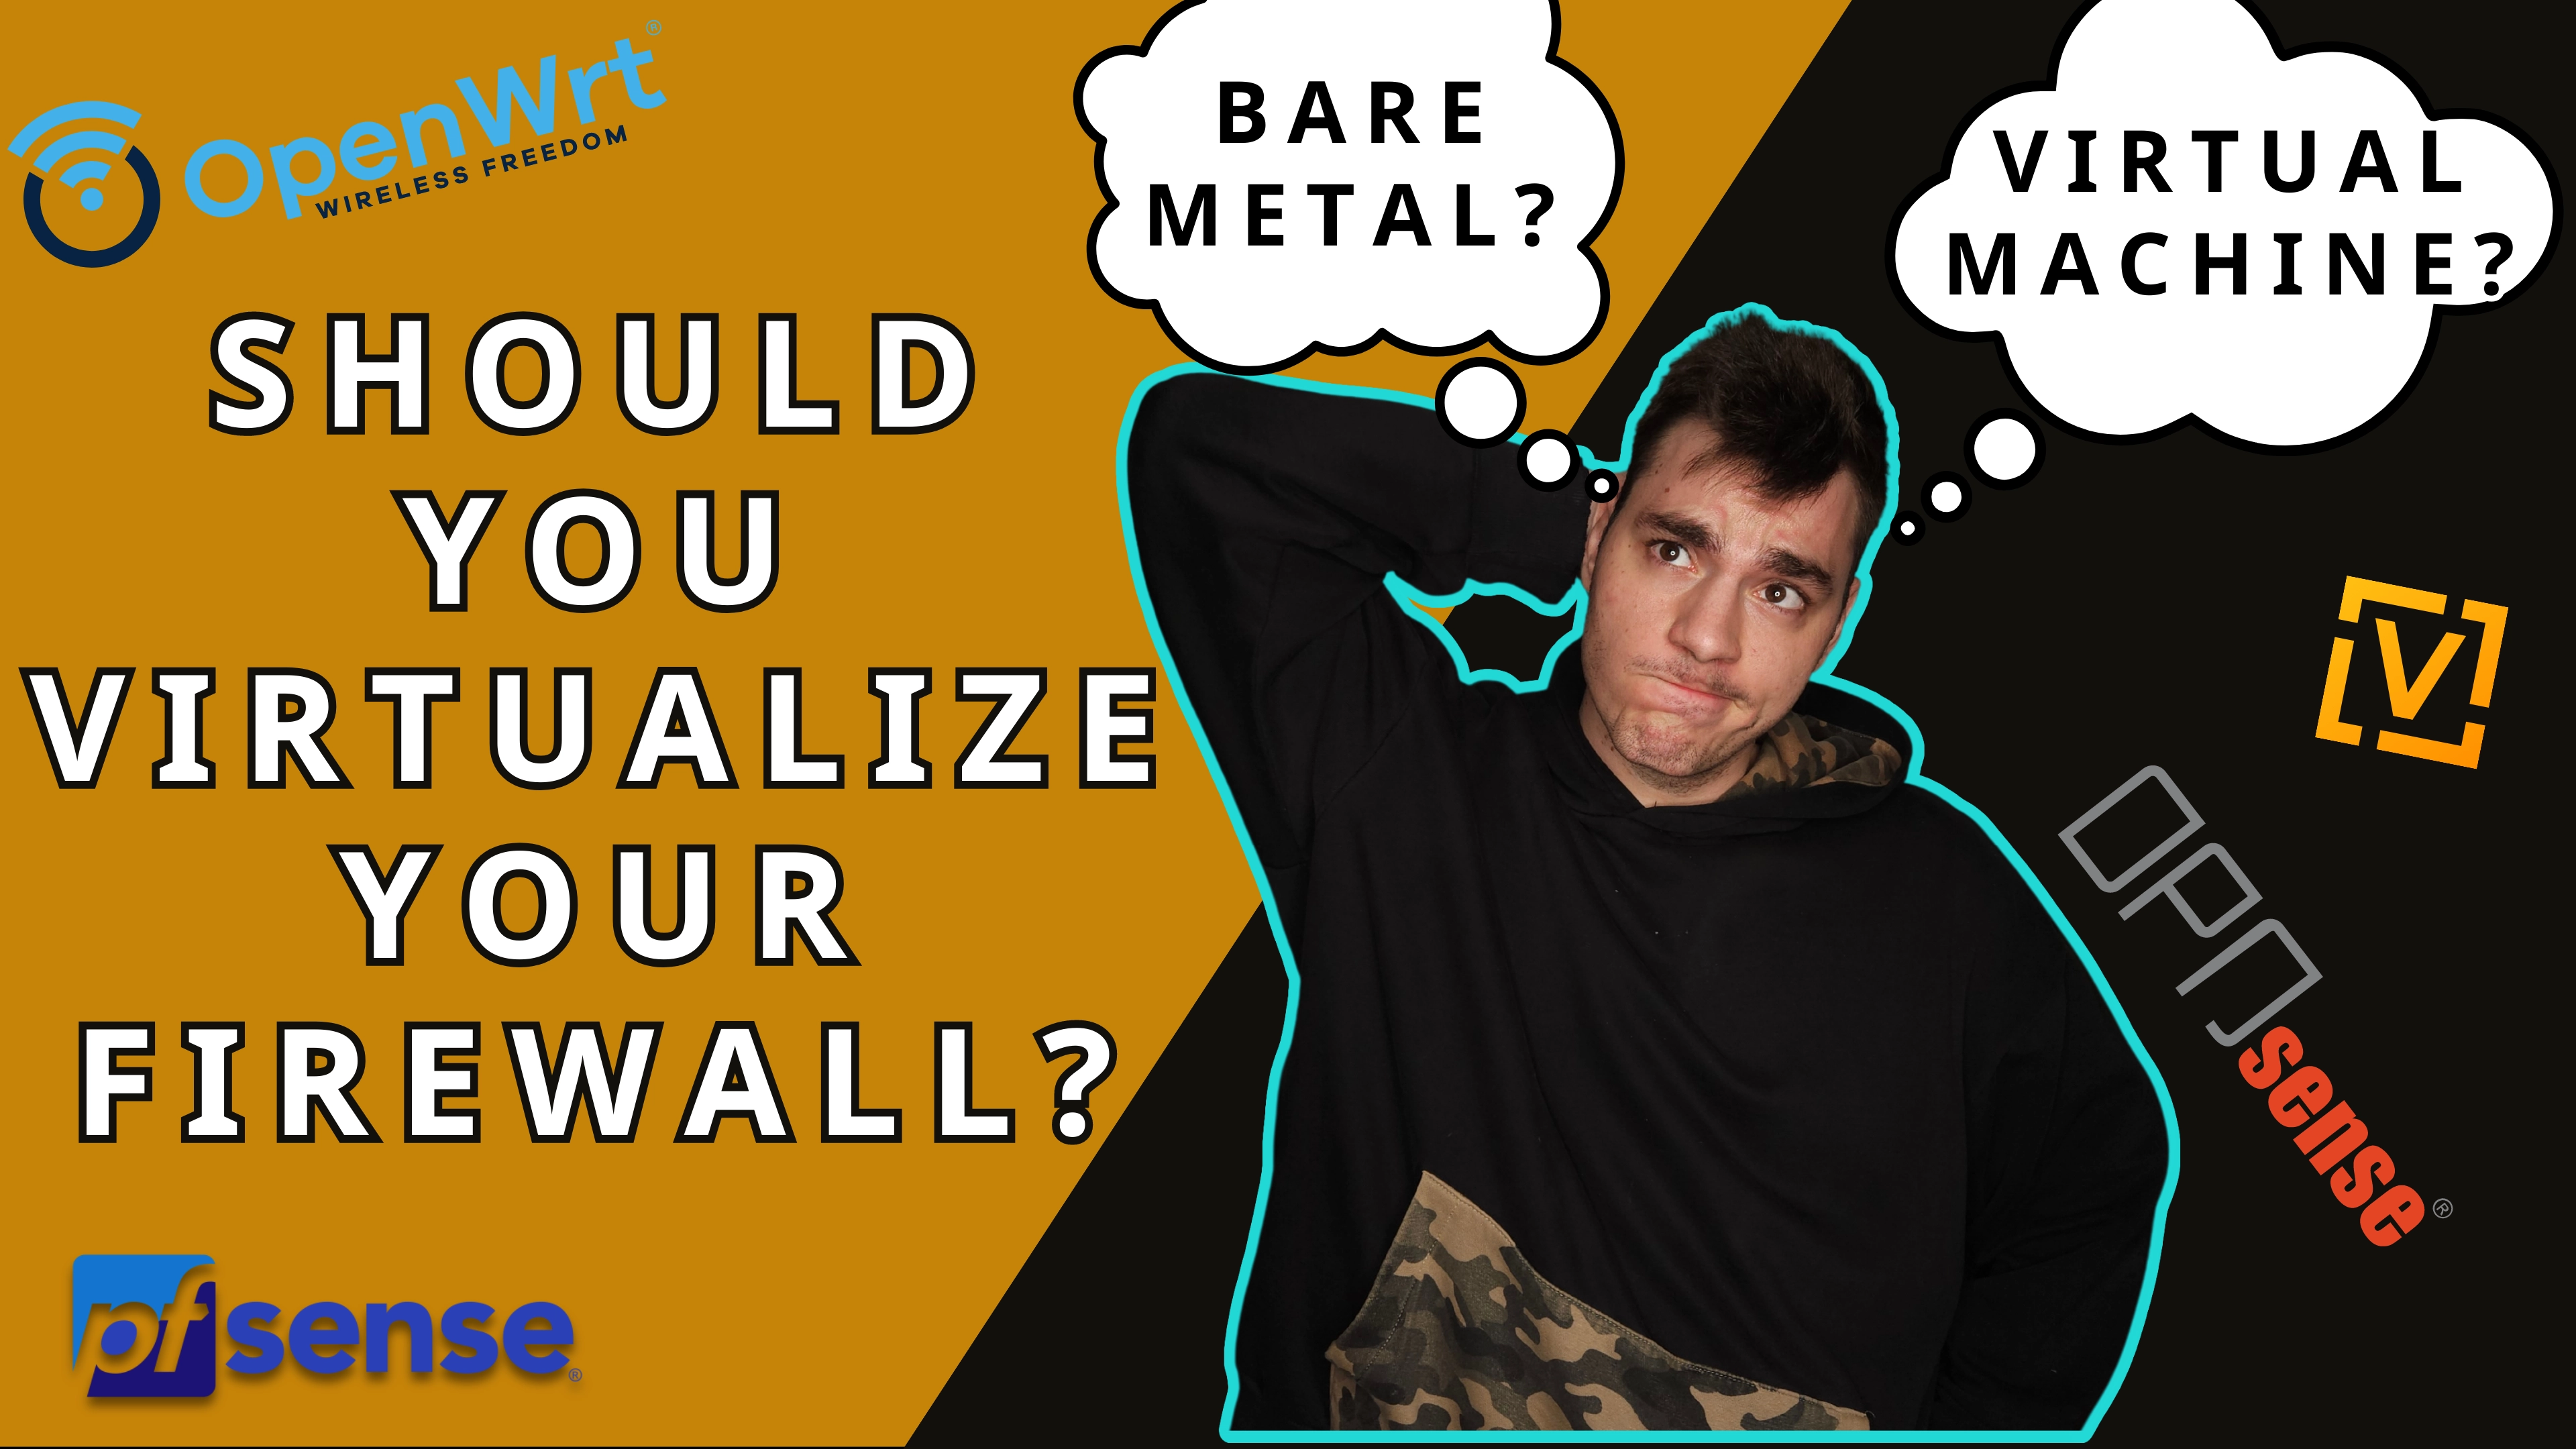 OpenWrt®
WIRELESS FREEDOM
BARE
METAL?
VIRTUAL
MACHINE?
SHOULD
YOU
VIRTUALIZE
YOUR
FIREWALL?
V
OPNsense®
pfsense®